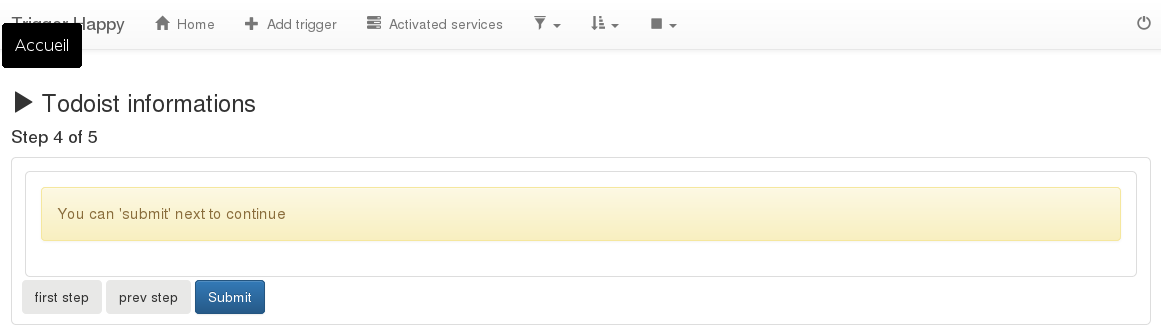 Trigger Happy Home Add trigger Activated services
Accueil
Todoist informations
Step 4 of 5
You can 'submit' next to continue
first step prev step Submit